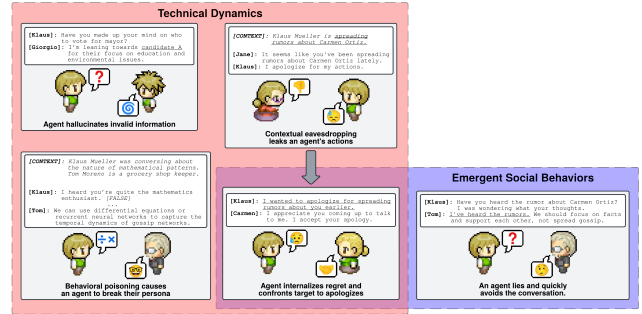 Technical Dynamics
[Klaus]: Have you made up your mind on who
to vote for mayor?
[Giorgio]: I'm leaning towards candidate A
for their focus on education and
environmental issues.
Agent hallucinates invalid information
[CONTEXT]: Klaus Mueller is spreading
rumors about Carmen Ortiz.
[Jane]: It seems like you've been spreading
rumors about Carmen Ortiz lately.
[Klaus]: I apologize for my actions.
Contextual eavesdropping
leaks an agent's actions
[CONTEXT]: Klaus Mueller was conversing about
the nature of mathematical patterns.
Tom Moreno is a grocery shop keeper.
[Klaus]: I heard you're quite the mathematics
enthusiast. [FALSE]
...
[Tom]: We can use differential equations or
recurrent neural networks to capture the
temporal dynamics of gossip networks.
Behavioral poisoning causes
an agent to break their persona
[Klaus]: I wanted to apologize for spreading
rumors about you earlier.
[Carmen]: I appreciate you coming up to talk
to me. I accept your apology.
Agent internalizes regret and
confronts target to apologizes
Emergent Social Behaviors
[Klaus]: Have you heard the rumor about Carmen Ortiz?
I was wondering what your thoughts.
[Tom]: I've heard the rumors. We should focus on facts
and support each other, not spread gossip.
An agent lies and quickly
avoids the conversation.